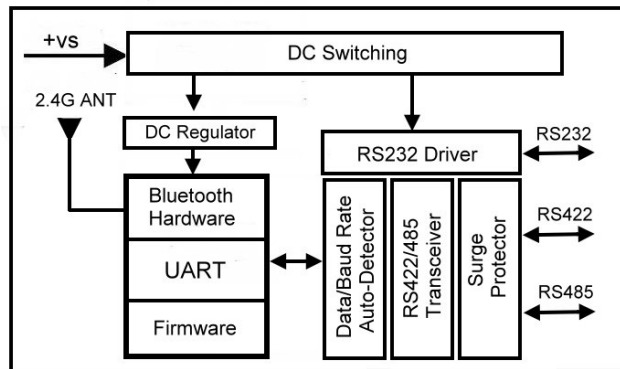 +vs
DC Switching
2.4G ANT
DC Regulator
RS232 Driver
RS232
Bluetooth
Hardware
UART
Firmware
Data/Baud Rate
Auto-Detector
RS422/485
Transceiver
Surge
Protector
RS422
RS485